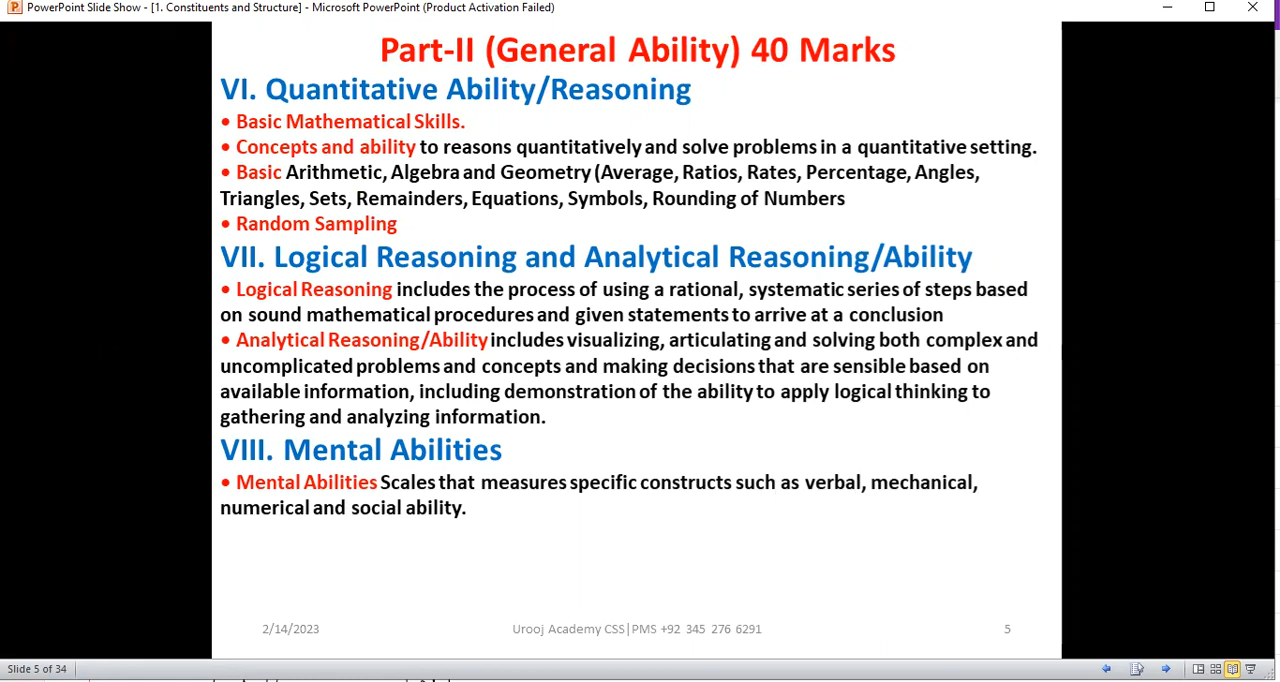 PowerPoint Slide Show - [1. Constituents and Structure] - Microsoft PowerPoint (Product Activation Failed)
Part-II (General Ability) 40 Marks
VI. Quantitative Ability/Reasoning
• Basic Mathematical Skills.
• Concepts and ability to reasons quantitatively and solve problems in a quantitative setting.
• Basic Arithmetic, Algebra and Geometry (Average, Ratios, Rates, Percentage, Angles,
Triangles, Sets, Remainders, Equations, Symbols, Rounding of Numbers
• Random Sampling
VII. Logical Reasoning and Analytical Reasoning/Ability
• Logical Reasoning includes the process of using a rational, systematic series of steps based
on sound mathematical procedures and given statements to arrive at a conclusion
• Analytical Reasoning/Ability includes visualizing, articulating and solving both complex and
uncomplicated problems and concepts and making decisions that are sensible based on
available information, including demonstration of the ability to apply logical thinking to
gathering and analyzing information.
VIII. Mental Abilities
• Mental Abilities Scales that measures specific constructs such as verbal, mechanical,
numerical and social ability.
2/14/2023 Urooj Academy CSS|PMS +92 345 276 6291 5
Slide 5 of 34